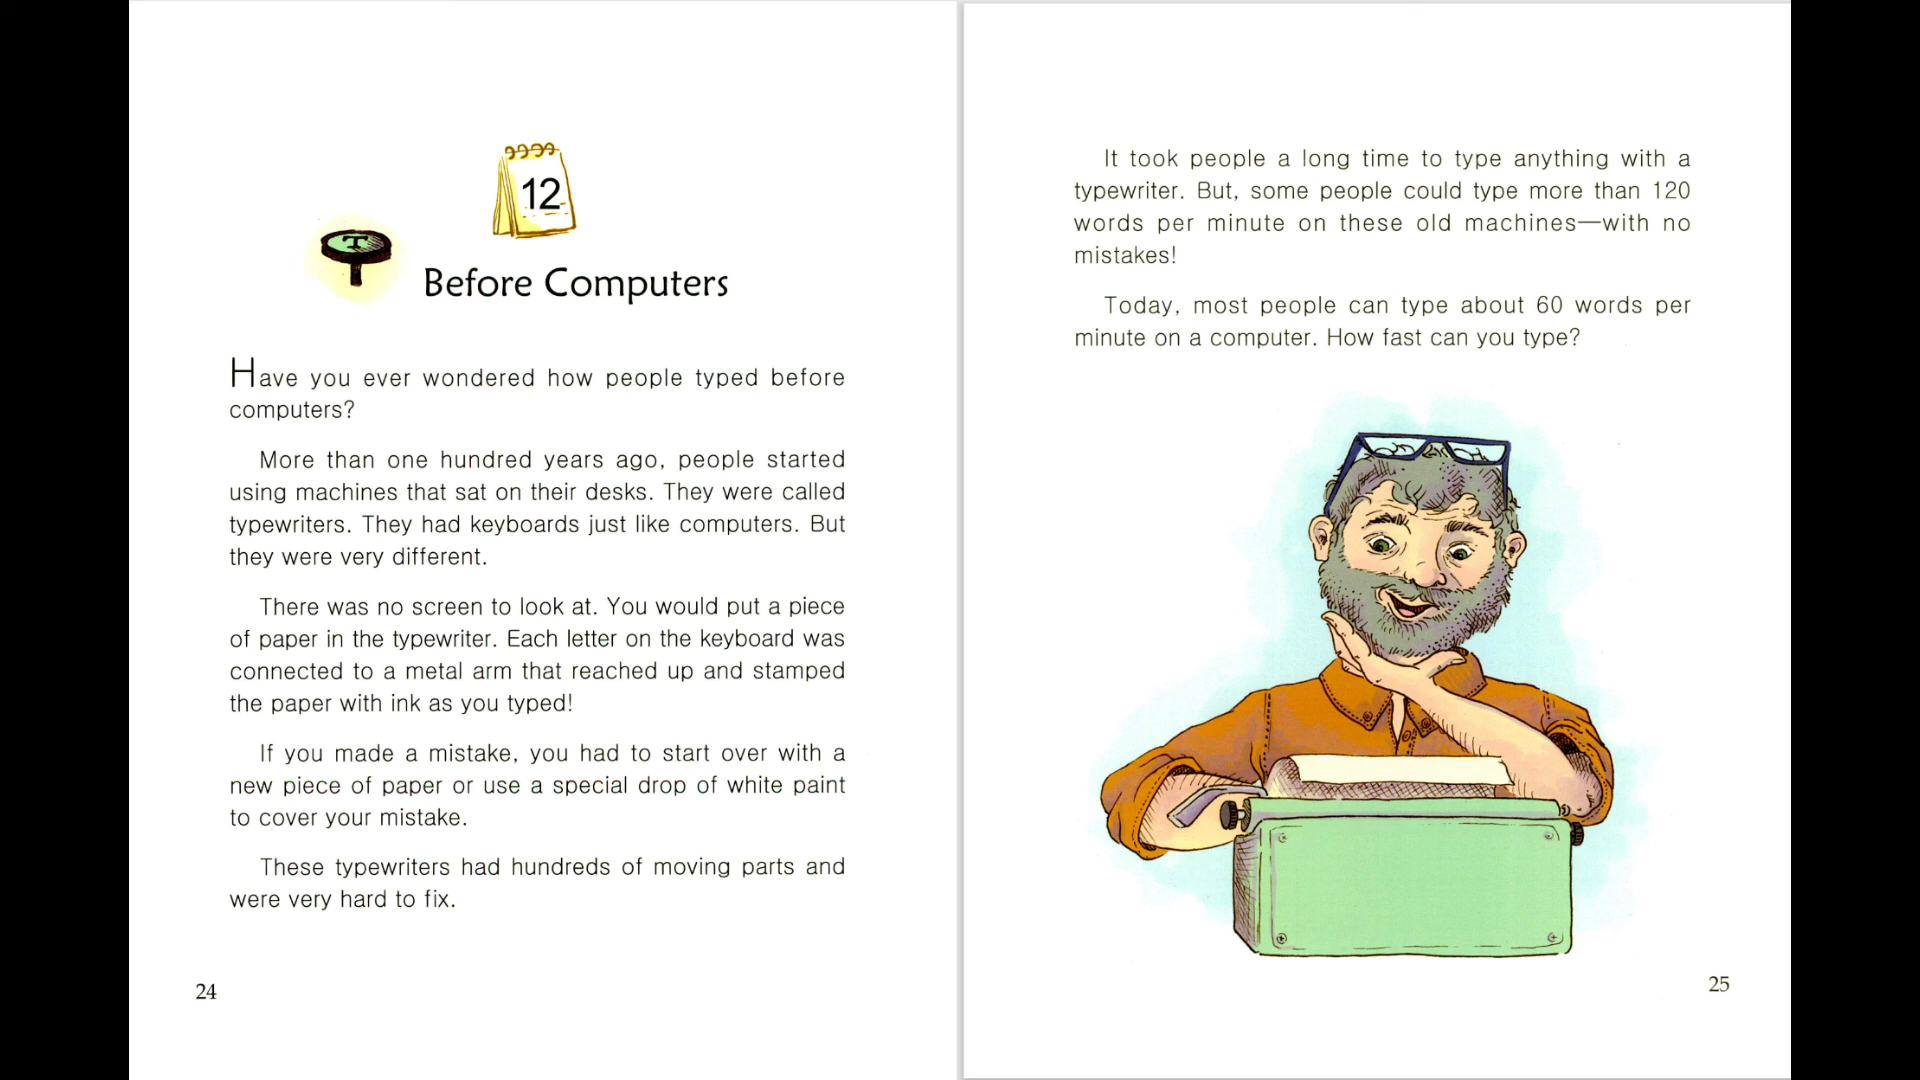 12
T
Before Computers
Have you ever wondered how people typed before
computers?
More than one hundred years ago, people started
using machines that sat on their desks. They were called
typewriters. They had keyboards just like computers. But
they were very different.
There was no screen to look at. You would put a piece
of paper in the typewriter. Each letter on the keyboard was
connected to a metal arm that reached up and stamped
the paper with ink as you typed!
If you made a mistake, you had to start over with a
new piece of paper or use a special drop of white paint
to cover your mistake.
These typewriters had hundreds of moving parts and
were very hard to fix.
24
It took people a long time to type anything with a
typewriter. But, some people could type more than 120
words per minute on these old machines—with no
mistakes!
Today, most people can type about 60 words per
minute on a computer. How fast can you type?
25